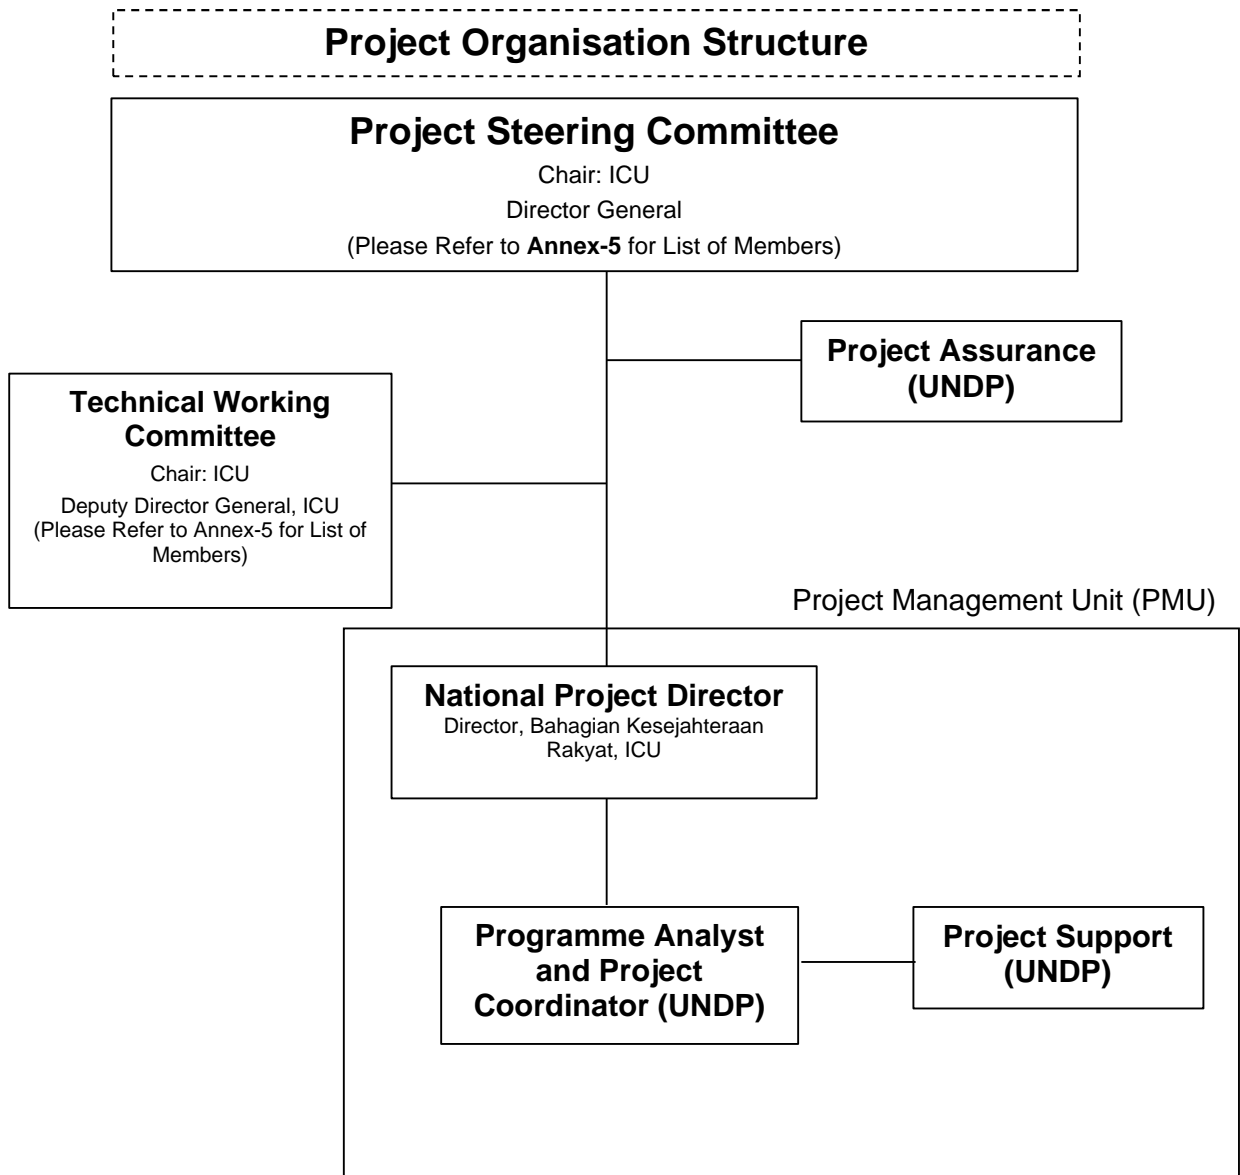 Project Organisation Structure
Project Steering Committee
Chair: ICU
Director General
(Please Refer to Annex-5 for List of Members)
Project Assurance
(UNDP)
Technical Working
Committee
Chair: ICU
Deputy Director General, ICU
(Please Refer to Annex-5 for List of
Members)
Project Management Unit (PMU)
National Project Director
Director, Bahagian Kesejahteraan
Rakyat, ICU
Programme Analyst
and Project
Coordinator (UNDP)
Project Support
(UNDP)